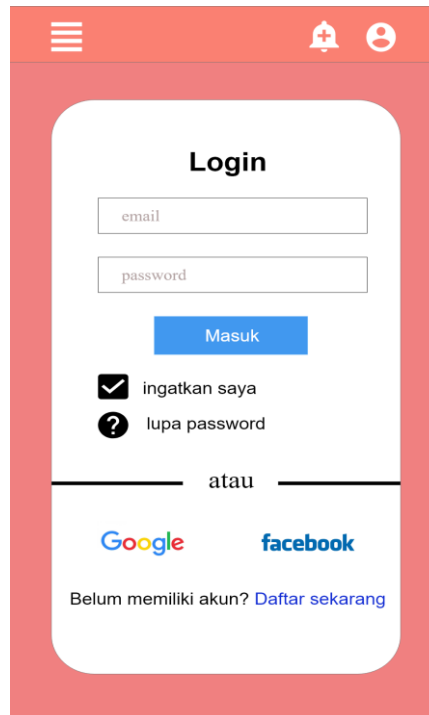 Login
email
password
Masuk
ingatkan saya
lupa password
atau
Google facebook
Belum memiliki akun? Daftar sekarang